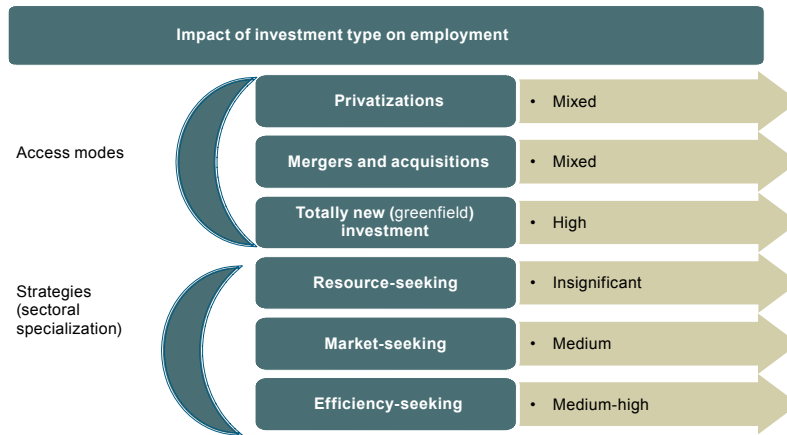 Impact of investment type on employment
Access modes
Privatizations
• Mixed
Mergers and acquisitions
• Mixed
Totally new (greenfield)
investment
• High
Strategies
(sectoral
specialization)
Resource-seeking
• Insignificant
Market-seeking
• Medium
Efficiency-seeking
• Medium-high